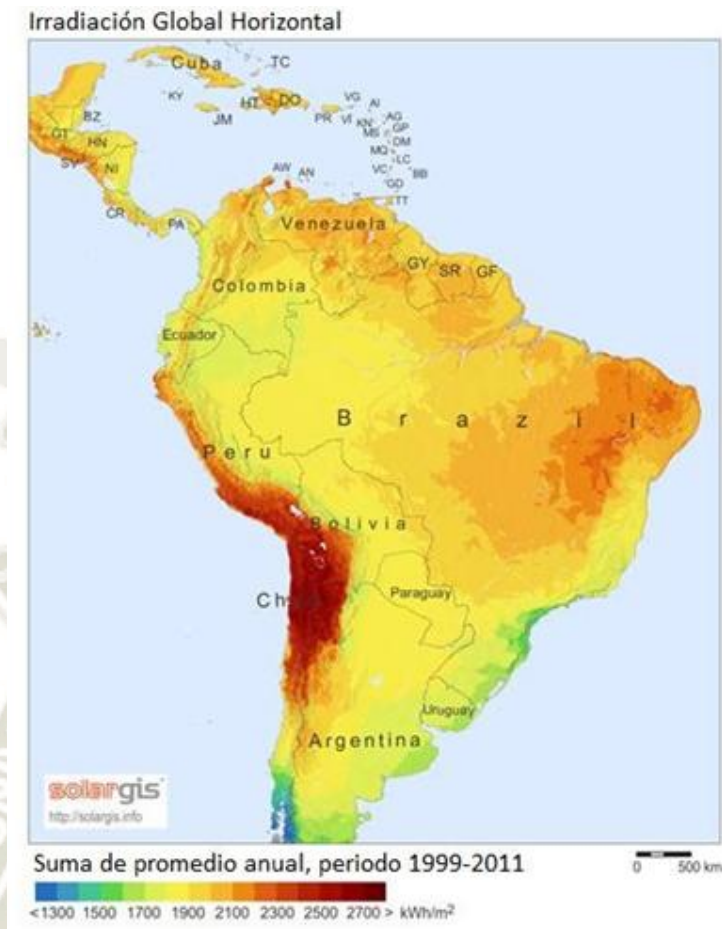 Irradiación Global Horizontal
Cuba
TC
KY
JM
HT
DO
PR
VG
VI
AI
KN
AG
MS
GP
DM
MQ
LC
VC
BB
GD
TT
BZ
GT
HN
SV
NI
CR
PA
AW
AN
Venezuela
GY
SR
GF
Colombia
Ecuador
Brazil
Peru
Bolivia
Paraguay
Ch
Uruguay
Argentina
solargis
http://solargis.info
Suma de promedio anual, periodo 1999-2011
0 500 km
<1300 1500 1700 1900 2100 2300 2500 2700 > kWh/m²